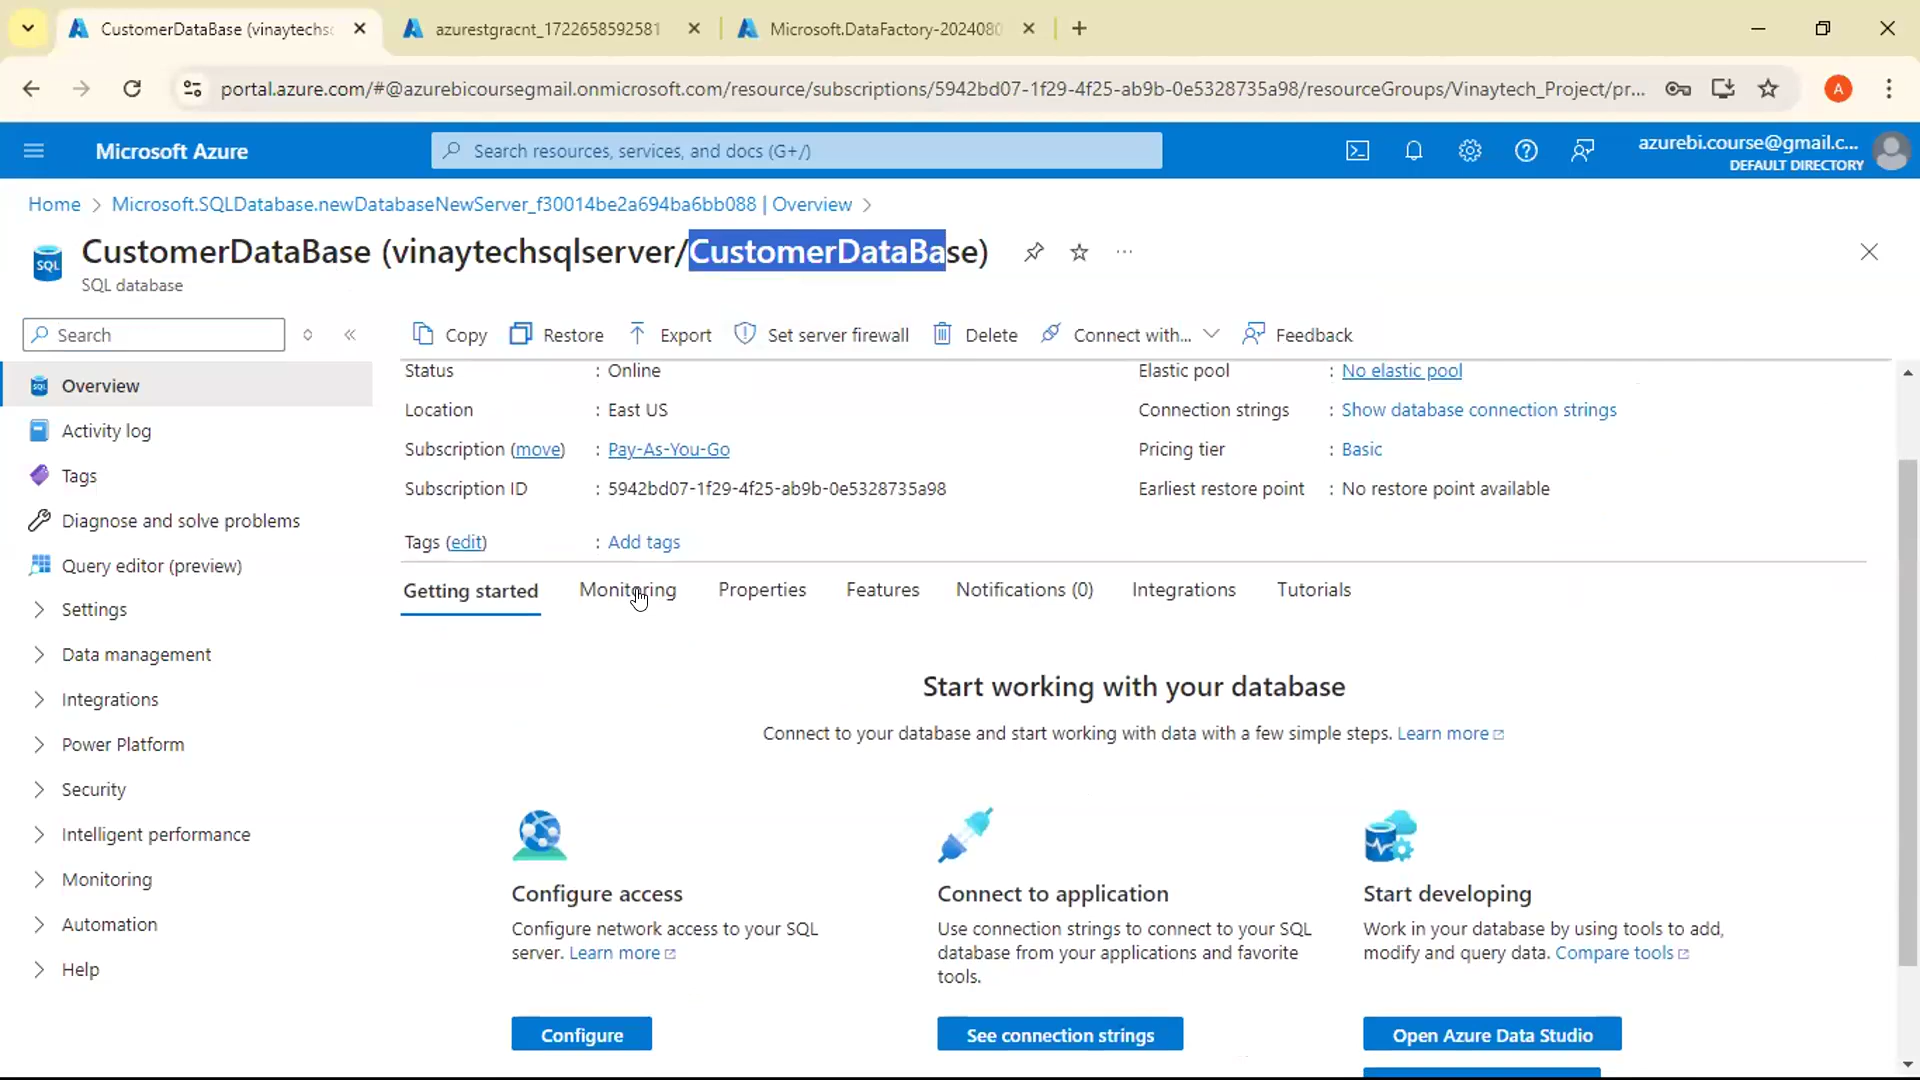 CustomerDataBase (vinaytechsq
azurestgracnt_1722658592581
Microsoft.DataFactory-2024080
portal.azure.com/#@azurebicoursegmail.onmicrosoft.com/resource/subscriptions/5942bd07-1f29-4f25-ab9b-0e5328735a98/resourceGroups/Vinaytech_Project/pr...
A
Microsoft Azure
Search resources, services, and docs (G+/)
azurebi.course@gmail.c...
DEFAULT DIRECTORY
Home > Microsoft.SQLDatabase.newDatabaseNewServer_f30014be2a694ba6bb088 | Overview >
SQL
CustomerDataBase (vinaytechsqlserver/CustomerDataBase)
SQL database
Search
Copy Restore Export Set server firewall Delete Connect with... Feedback
Overview
Activity log
Tags
Diagnose and solve problems
Query editor (preview)
Settings
Data management
Integrations
Power Platform
Security
Intelligent performance
Monitoring
Automation
Help
Status : Online
Location : East US
Subscription (move) : Pay-As-You-Go
Subscription ID : 5942bd07-1f29-4f25-ab9b-0e5328735a98
Tags (edit) : Add tags
Elastic pool : No elastic pool
Connection strings : Show database connection strings
Pricing tier : Basic
Earliest restore point : No restore point available
Getting started Monitoring Properties Features Notifications (0) Integrations Tutorials
Start working with your database
Connect to your database and start working with data with a few simple steps. Learn more
Configure access
Configure network access to your SQL
server. Learn more
Configure
Connect to application
Use connection strings to connect to your SQL
database from your applications and favorite
tools.
See connection strings
Start developing
Work in your database by using tools to add,
modify and query data. Compare tools
Open Azure Data Studio